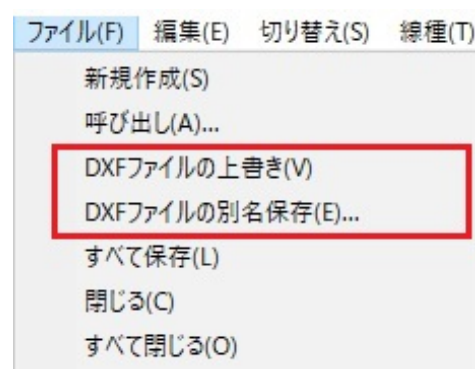 ファイル(F) 編集(E) 切り替え(S) 線種(T)
新規作成(S)
呼び出し(A)...
DXFファイルの上書き(V)
DXFファイルの別名保存(E)...
すべて保存(L)
閉じる(C)
すべて閉じる(O)